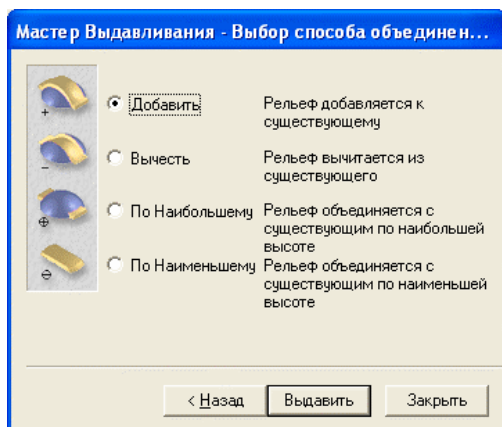 Мастер Выдавливания - Выбор способа объединен...
Добавить
Рельеф добавляется к
существующему
Вычесть
Рельеф вычитается из
существующего
По Наибольшему
Рельеф объединяется с
существующим по наибольшей
высоте
По Наименьшему
Рельеф объединяется с
существующим по наименьшей
высоте
< Назад
Выдавить
Закрыть